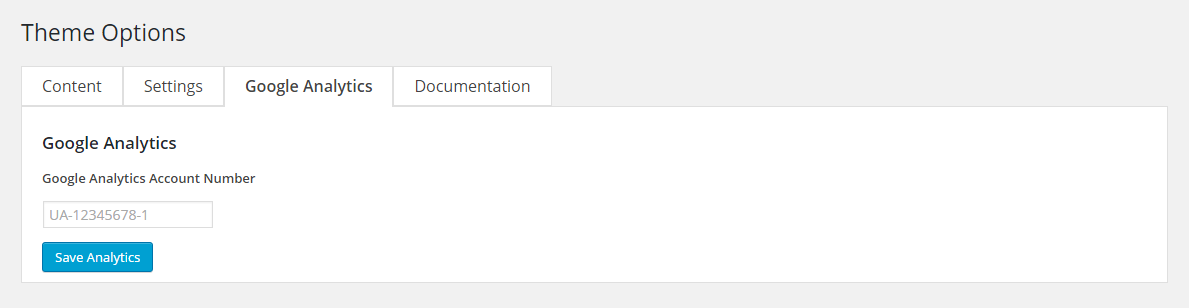 Theme Options
Content Settings Google Analytics Documentation
Google Analytics
Google Analytics Account Number
UA-12345678-1
Save Analytics